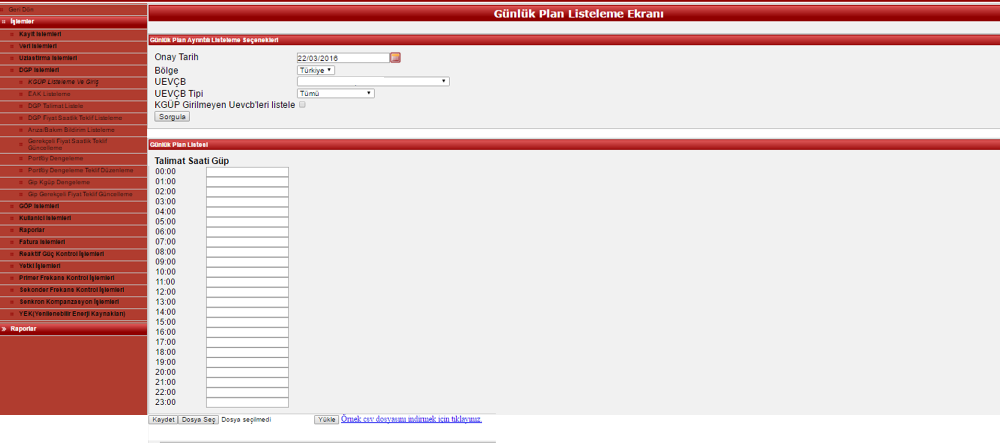 Geri Dön
İşlemler
Kayit Islemleri
Veri Islemleri
Uzlastirma Islemleri
DGP Islemleri
KGÜP Listeleme Ve Giriş
EAK Listeleme
DGP Talimat Listele
DGP Fiyat Saatlik Teklif Listeleme
Arıza/Bakım Bildirim Listeleme
Gerekçeli Fiyat Saatlik Teklif
Güncelleme
Portföy Dengeleme
Portföy Dengeleme Teklif Düzenleme
Gip Kgüp Dengeleme
Gip Gerekçeli Fiyat Teklif Güncelleme
GÖP Islemleri
Kullanici Islemleri
Raporlar
Fatura Islemleri
Reaktif Güç Kontrol İşlemleri
Yetki İşlemleri
Primer Frekans Kontrol İşlemleri
Sekonder Frekans Kontrol İşlemleri
Senkron Kompanzasyon İşlemleri
YEK(Yenilenebilir Enerji Kaynakları)
Raporlar
Günlük Plan Listeleme Ekranı
Günlük Plan Ayrıntılı Listeleme Seçenekleri
Onay Tarih 22/03/2016
Bölge Türkiye
UEVÇB
UEVÇB Tipi Tümü
KGÜP Girilmeyen Uevcb'leri listele
Sorgula
Günlük Plan Listesi
Talimat Saati Güp
00:00
01:00
02:00
03:00
04:00
05:00
06:00
07:00
08:00
09:00
10:00
11:00
12:00
13:00
14:00
15:00
16:00
17:00
18:00
19:00
20:00
21:00
22:00
23:00
Kaydet Dosya Seç Dosya seçilmedi Yükle Örnek csv dosyasını indirmek için tıklayınız.